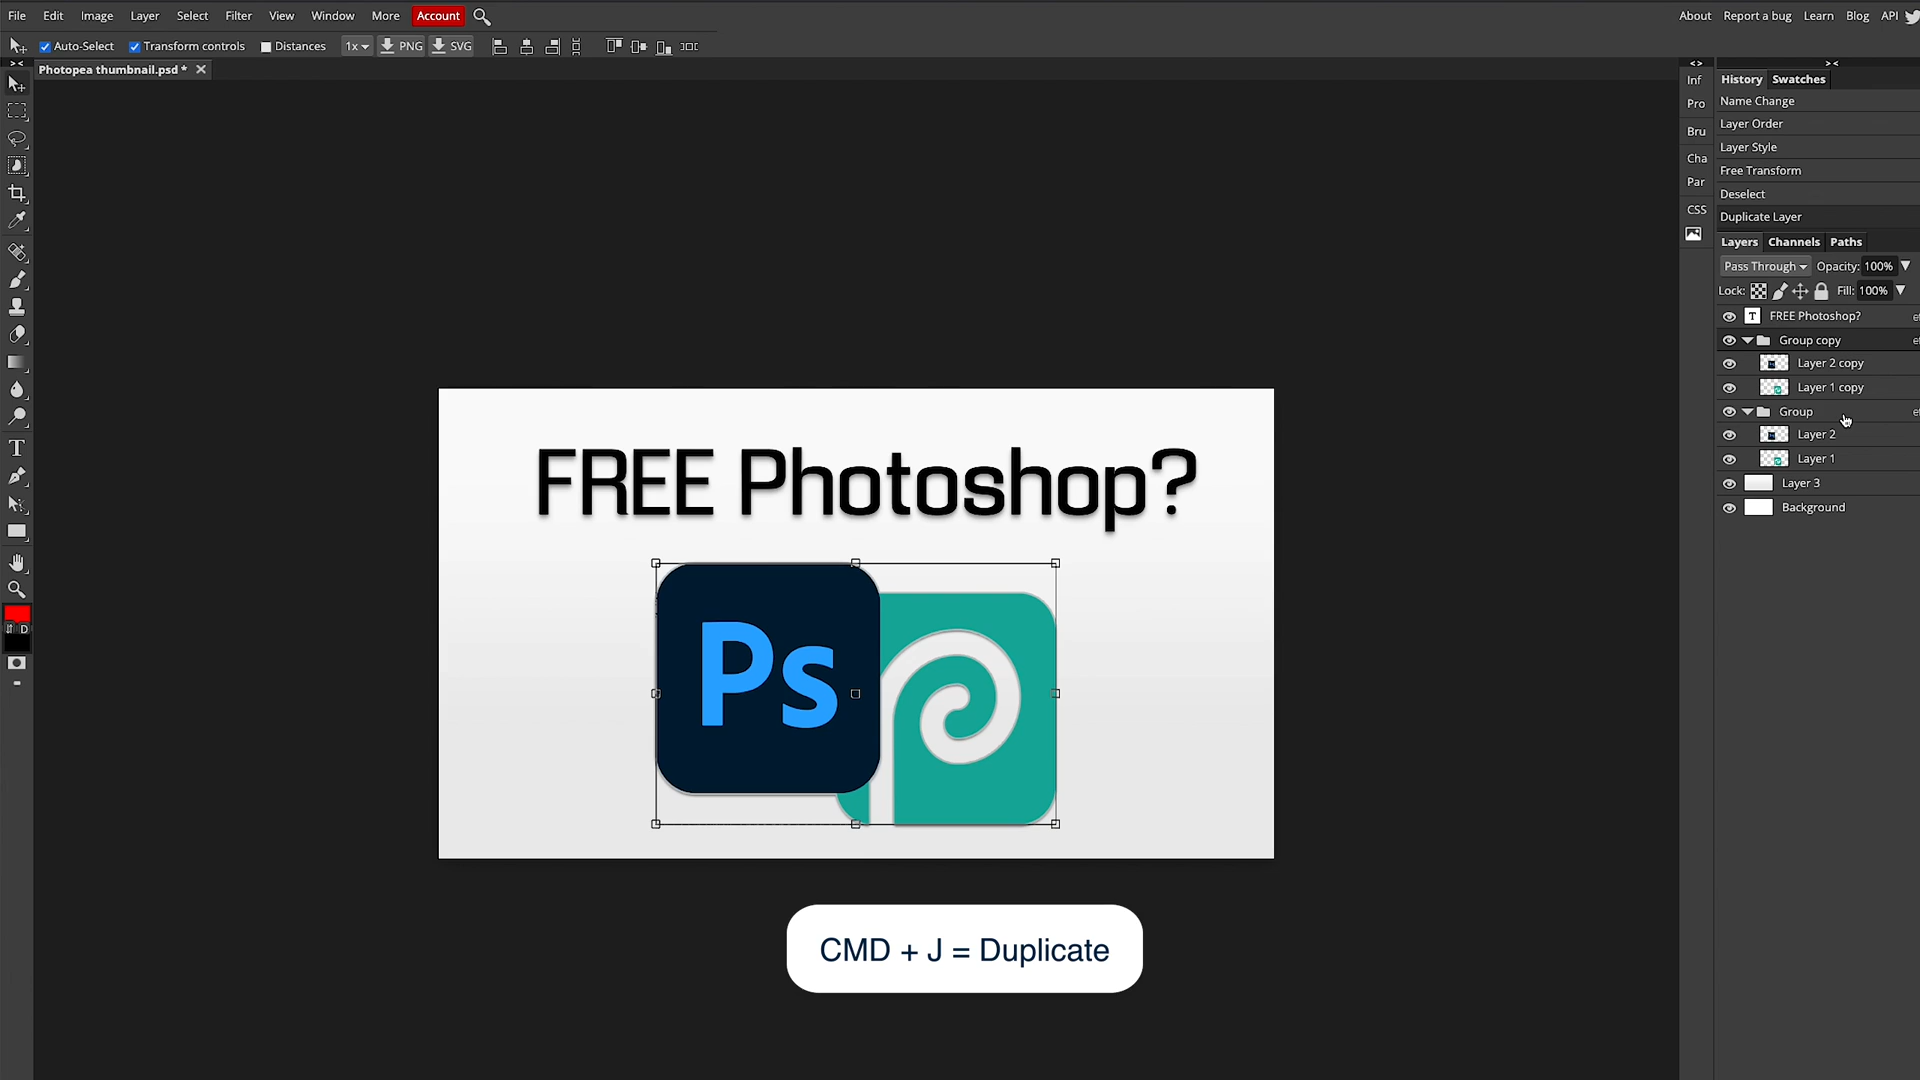 File Edit Image Layer Select Filter View Window More Account
About Report a bug Learn Blog API
Auto-Select Transform controls Distances 1x PNG SVG
Photopea thumbnail.psd *
Inf
Pro
Bru
Cha
Par
CSS
History Swatches
Name Change
Layer Order
Layer Style
Free Transform
Deselect
Duplicate Layer
Layers Channels Paths
Pass Through Opacity: 100%
Lock: Fill: 100%
T FREE Photoshop?
Group copy
Layer 2 copy
Layer 1 copy
Group
Layer 2
Layer 1
Layer 3
Background
D
FREE Photoshop?
Ps
CMD + J = Duplicate